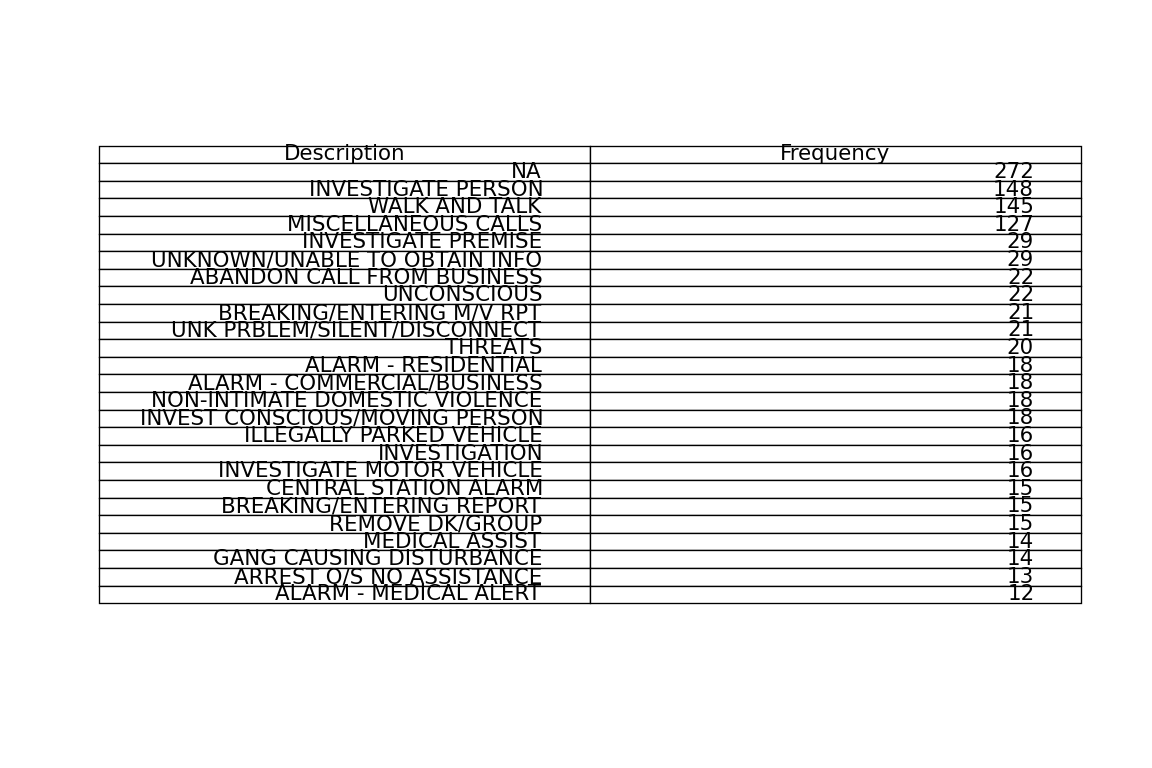 Description Frequency
NA 272
INVESTIGATE PERSON 148
WALK AND TALK 145
MISCELLANEOUS CALLS 127
INVESTIGATE PREMISE 29
UNKNOWN/UNABLE TO OBTAIN INFO 29
ABANDON CALL FROM BUSINESS 22
UNCONSCIOUS 22
BREAKING/ENTERING M/V RPT 21
UNK PRBLEM/SILENT/DISCONNECT 21
THREATS 20
ALARM - RESIDENTIAL 18
ALARM - COMMERCIAL/BUSINESS 18
NON-INTIMATE DOMESTIC VIOLENCE 18
INVEST CONSCIOUS/MOVING PERSON 18
ILLEGALLY PARKED VEHICLE 16
INVESTIGATION 16
INVESTIGATE MOTOR VEHICLE 16
CENTRAL STATION ALARM 15
BREAKING/ENTERING REPORT 15
REMOVE DK/GROUP 15
MEDICAL ASSIST 14
GANG CAUSING DISTURBANCE 14
ARREST O/S NO ASSISTANCE 13
ALARM - MEDICAL ALERT 12